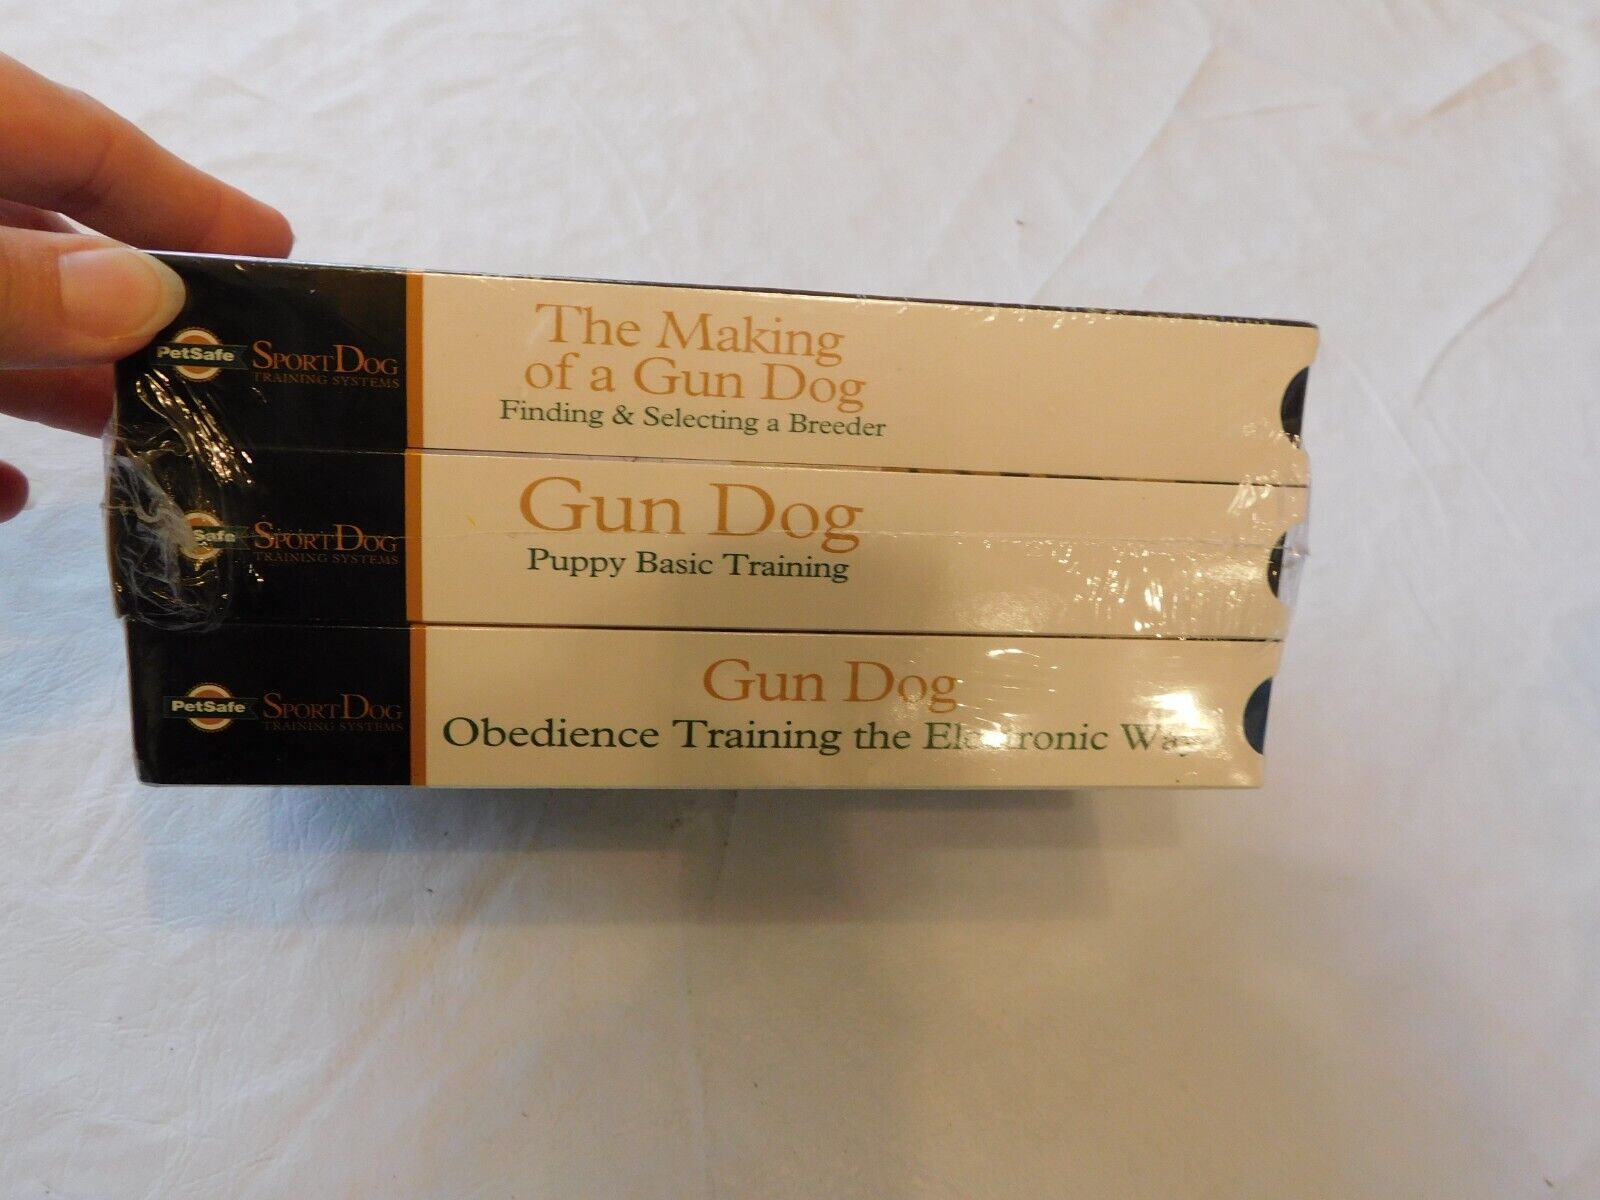 PetSafe
SPORTDOG
TRAINING SYSTEMS
The Making
of a Gun Dog
Finding & Selecting a Breeder
Safe
SPORTDOG
TRAINING SYSTEMS
Gun Dog
Puppy Basic Training
PetSafe
SPORTDOG
TRAINING SYSTEMS
Gun Dog
Obedience Training the Electronic Way